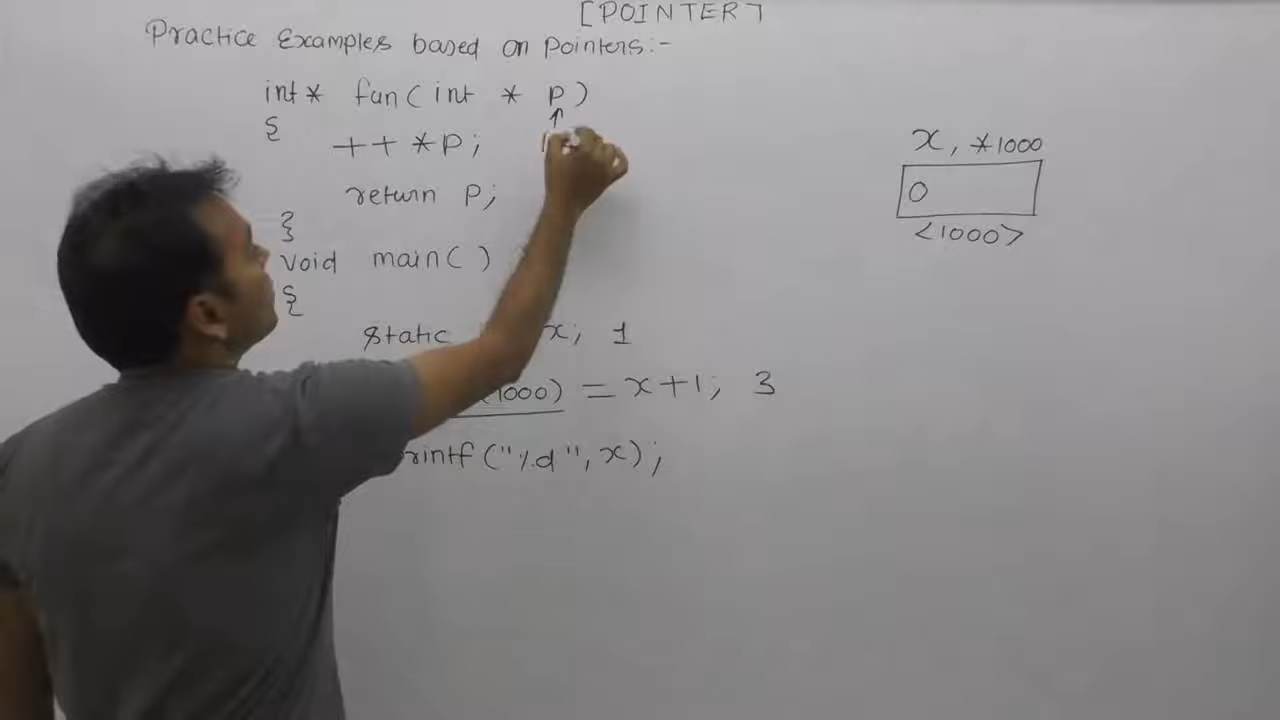 [POINTER]
Practice Examples based on pointers:-
int* fun( int * p )
{
++ *p;
return p;
}
void main( )
{
static x; 1
(1000) = x+1; 3
rintf ("%d", x);
x, *1000
0
<1000>